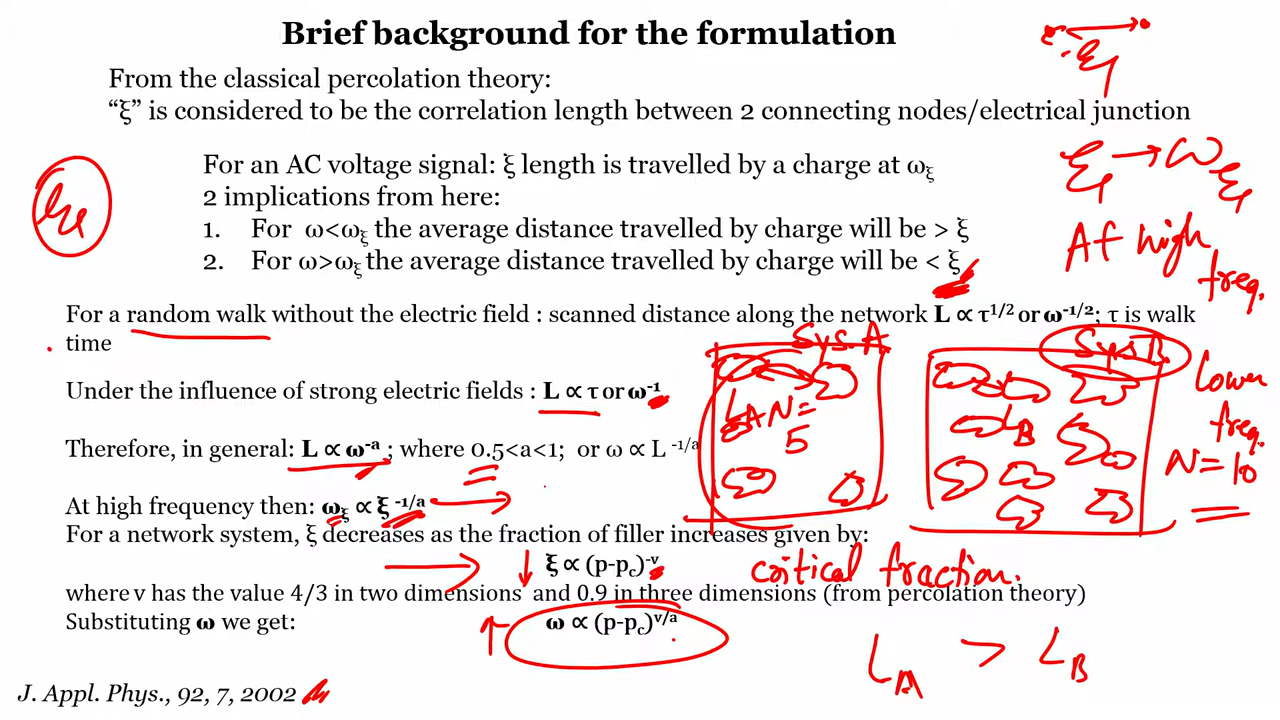 Brief background for the formulation
From the classical percolation theory:
“ξ” is considered to be the correlation length between 2 connecting nodes/electrical junction
ξ
For an AC voltage signal: ξ length is travelled by a charge at ωξ
2 implications from here:
1. For ω<ωξ the average distance travelled by charge will be > ξ
2. For ω>ωξ the average distance travelled by charge will be < ξ
ξ
ξ → ωξ
At high
freq.
For a random walk without the electric field : scanned distance along the network L ∝ τ^1/2 or ω^-1/2; τ is walk
time
Under the influence of strong electric fields : L ∝ τ or ω^-1
Therefore, in general: L ∝ ω^-a ; where 0.5<a<1; or ω ∝ L^-1/a
Sys A
LA N=
5
Sys B
LB
Lower
freq.
N=10
At high frequency then: ωξ ∝ ξ^-1/a
For a network system, ξ decreases as the fraction of filler increases given by:
ξ ∝ (p-pc)^-v
critical fraction.
where v has the value 4/3 in two dimensions and 0.9 in three dimensions (from percolation theory)
Substituting ω we get: ω ∝ (p-pc)^v/a
LA > LB
J. Appl. Phys., 92, 7, 2002